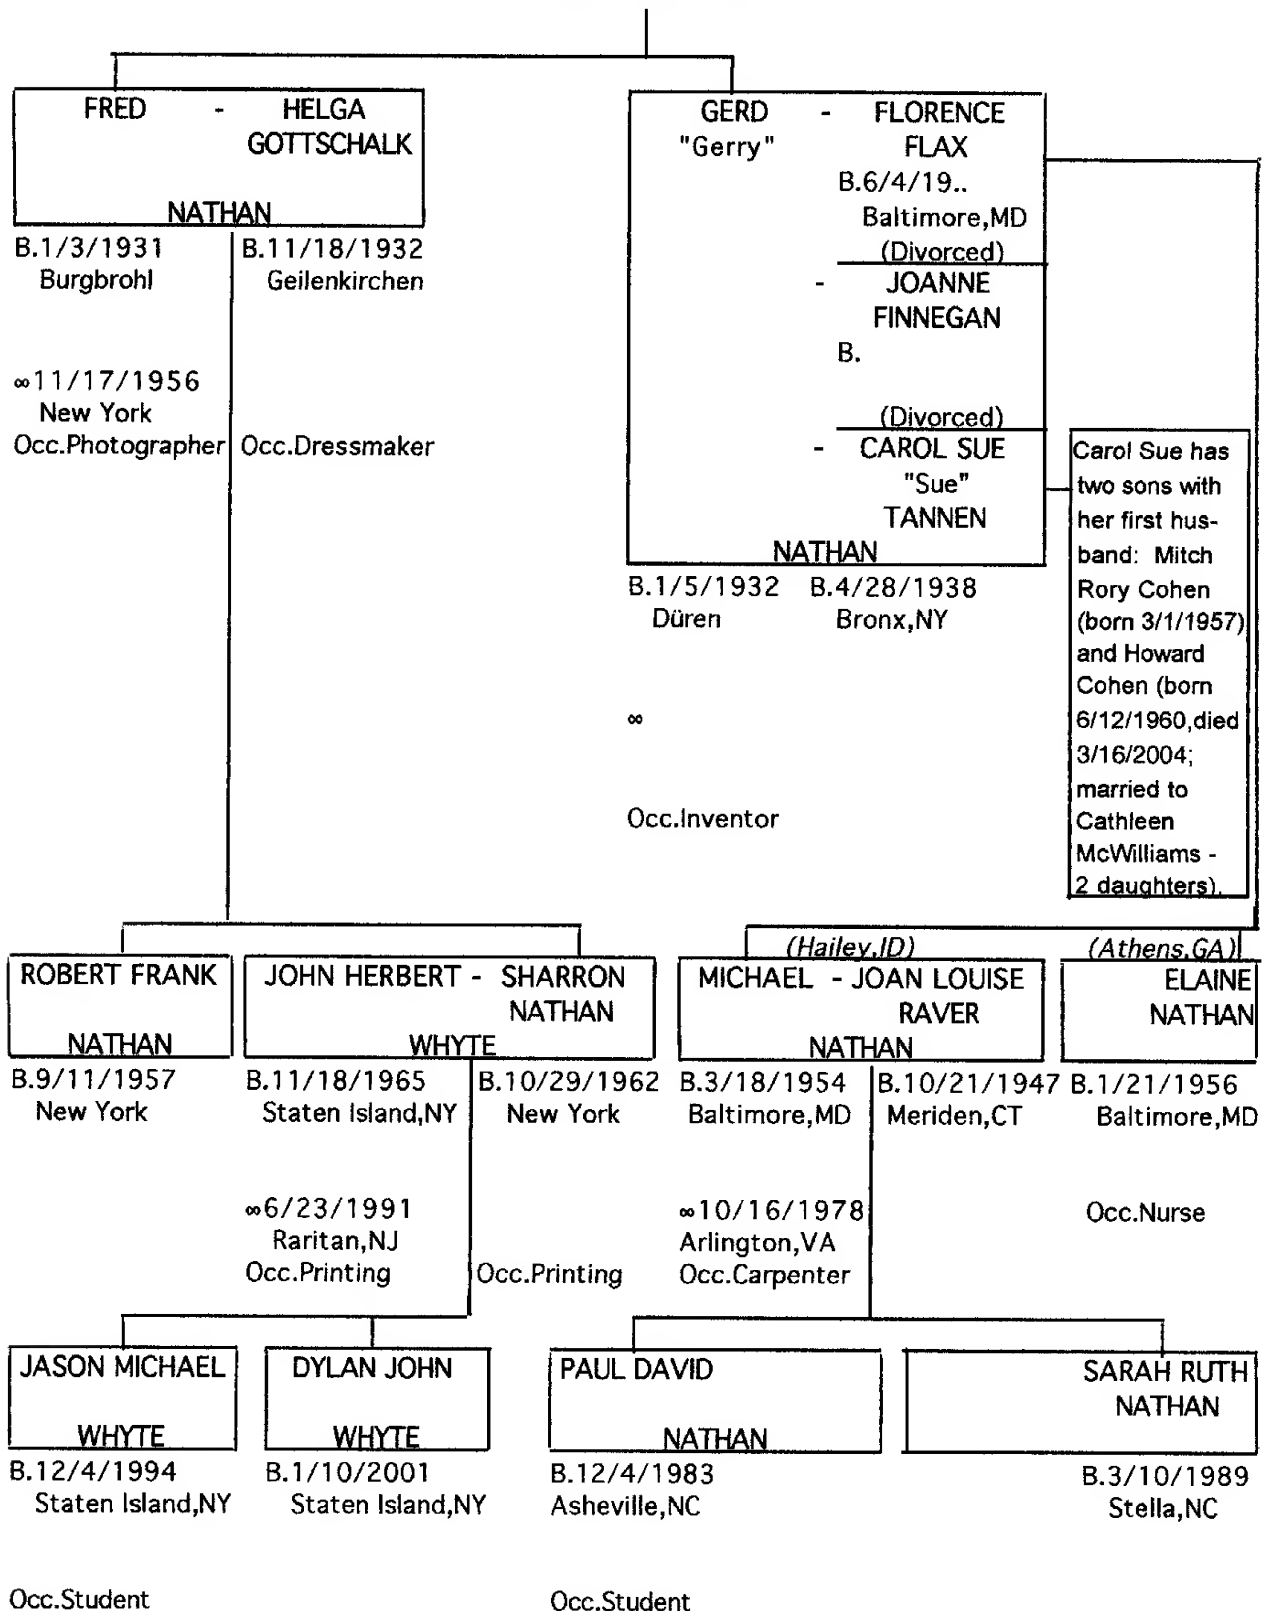 FRED - HELGA
GOTTSCHALK
NATHAN
B.1/3/1931 B.11/18/1932
Burgbrohl Geilenkirchen
∞11/17/1956
New York
Occ.Photographer Occ.Dressmaker
GERD - FLORENCE
"Gerry" FLAX
B.6/4/19..
Baltimore,MD
(Divorced)
- JOANNE
FINNEGAN
B.
(Divorced)
- CAROL SUE
"Sue"
TANNEN
NATHAN
B.1/5/1932 B.4/28/1938
Düren Bronx,NY
∞
Occ.Inventor
Carol Sue has
two sons with
her first hus-
band: Mitch
Rory Cohen
(born 3/1/1957)
and Howard
Cohen (born
6/12/1960,died
3/16/2004;
married to
Cathleen
McWilliams -
2 daughters).
ROBERT FRANK
NATHAN
B.9/11/1957
New York
JOHN HERBERT - SHARRON
NATHAN
WHYTE
B.11/18/1965 B.10/29/1962
Staten Island,NY New York
∞6/23/1991
Raritan,NJ
Occ.Printing Occ.Printing
(Hailey,ID)
MICHAEL - JOAN LOUISE
RAVER
NATHAN
B.3/18/1954 B.10/21/1947
Baltimore,MD Meriden,CT
∞10/16/1978
Arlington,VA
Occ.Carpenter
(Athens,GA)
ELAINE
NATHAN
B.1/21/1956
Baltimore,MD
Occ.Nurse
JASON MICHAEL
WHYTE
B.12/4/1994
Staten Island,NY
Occ.Student
DYLAN JOHN
WHYTE
B.1/10/2001
Staten Island,NY
PAUL DAVID
NATHAN
B.12/4/1983
Asheville,NC
Occ.Student
SARAH RUTH
NATHAN
B.3/10/1989
Stella,NC